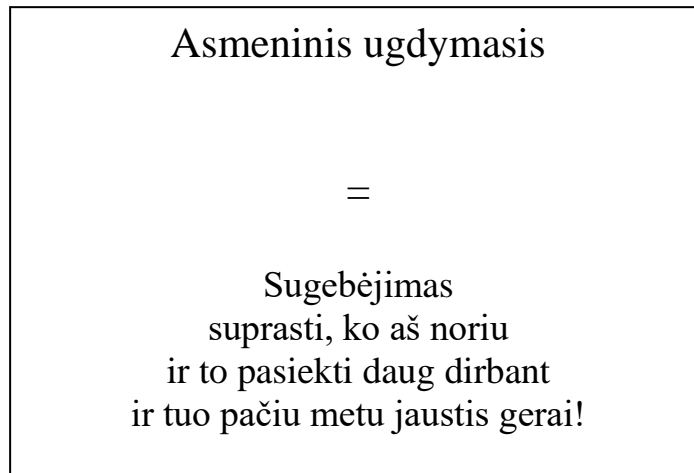 Asmeninis ugdymasis
=
Sugebėjimas
suprasti, ko aš noriu
ir to pasiekti daug dirbant
ir tuo pačiu metu jaustis gerai!